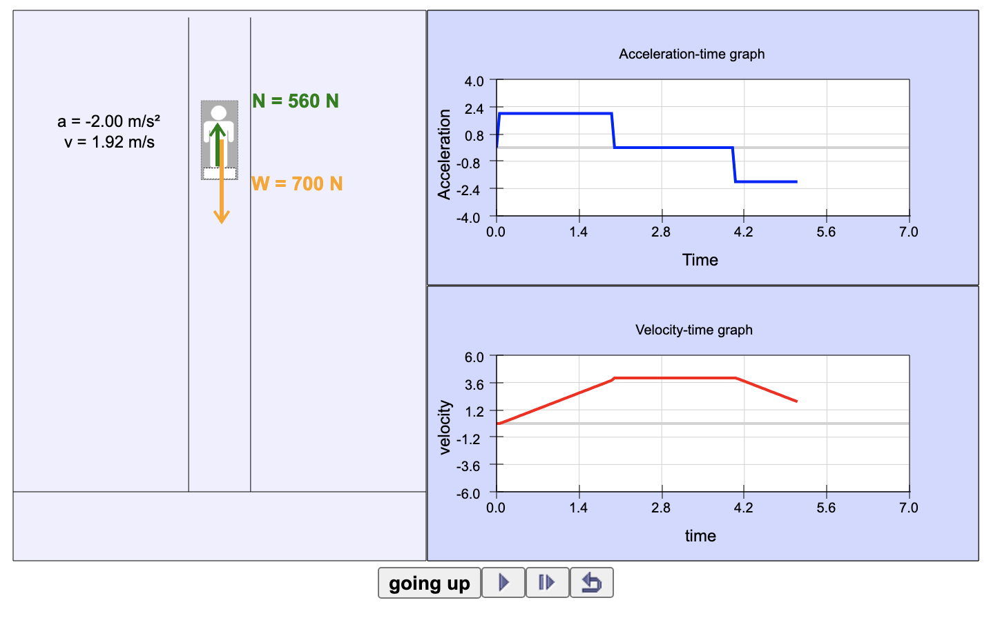 a = -2.00 m/s²
v = 1.92 m/s
N = 560 N
W = 700 N
Acceleration-time graph
Acceleration
4.0
2.4
0.8
-0.8
-2.4
-4.0
0.0 1.4 2.8 4.2 5.6 7.0
Time
Velocity-time graph
velocity
6.0
3.6
1.2
-1.2
-3.6
-6.0
0.0 1.4 2.8 4.2 5.6 7.0
time
going up